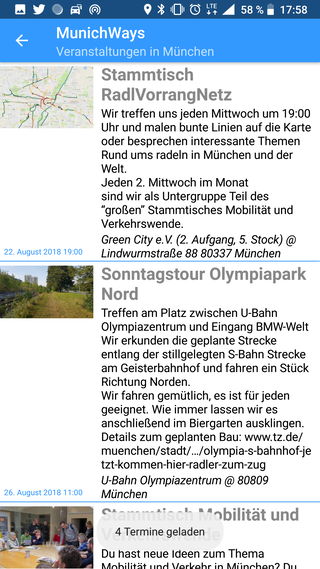 58 % 17:58
MunichWays
Veranstaltungen in München
Stammtisch
RadlVorrangNetz
Wir treffen uns jeden Mittwoch um 19:00
Uhr und malen bunte Linien auf die Karte
oder besprechen interessante Themen
Rund ums radeln in München und der
Welt.
Jeden 2. Mittwoch im Monat
sind wir als Untergruppe Teil des
"großen" Stammtisches Mobilität und
Verkehrswende.
Green City e.V. (2. Aufgang, 5. Stock) @
Lindwurmstraße 88 80337 München
22. August 2018 19:00
Sonntagstour Olympiapark
Nord
Treffen am Platz zwischen U-Bahn
Olympiazentrum und Eingang BMW-Welt
Wir erkunden die geplante Strecke
entlang der stillgelegten S-Bahn Strecke
am Geisterbahnhof und fahren ein Stück
Richtung Norden.
Wir fahren gemütlich, es ist für jeden
geeignet. Wie immer lassen wir es
anschließend im Biergarten ausklingen.
Details zum geplanten Bau: www.tz.de/
muenchen/stadt/.../olympia-s-bahnhof-je
tzt-kommen-hier-radler-zum-zug
U-Bahn Olympiazentrum @ 80809
München
26. August 2018 11:00
Stammtisch Mobilität und
4 Termine geladen
Du hast neue Ideen zum Thema
Mobilität und Verkehr in München? Du